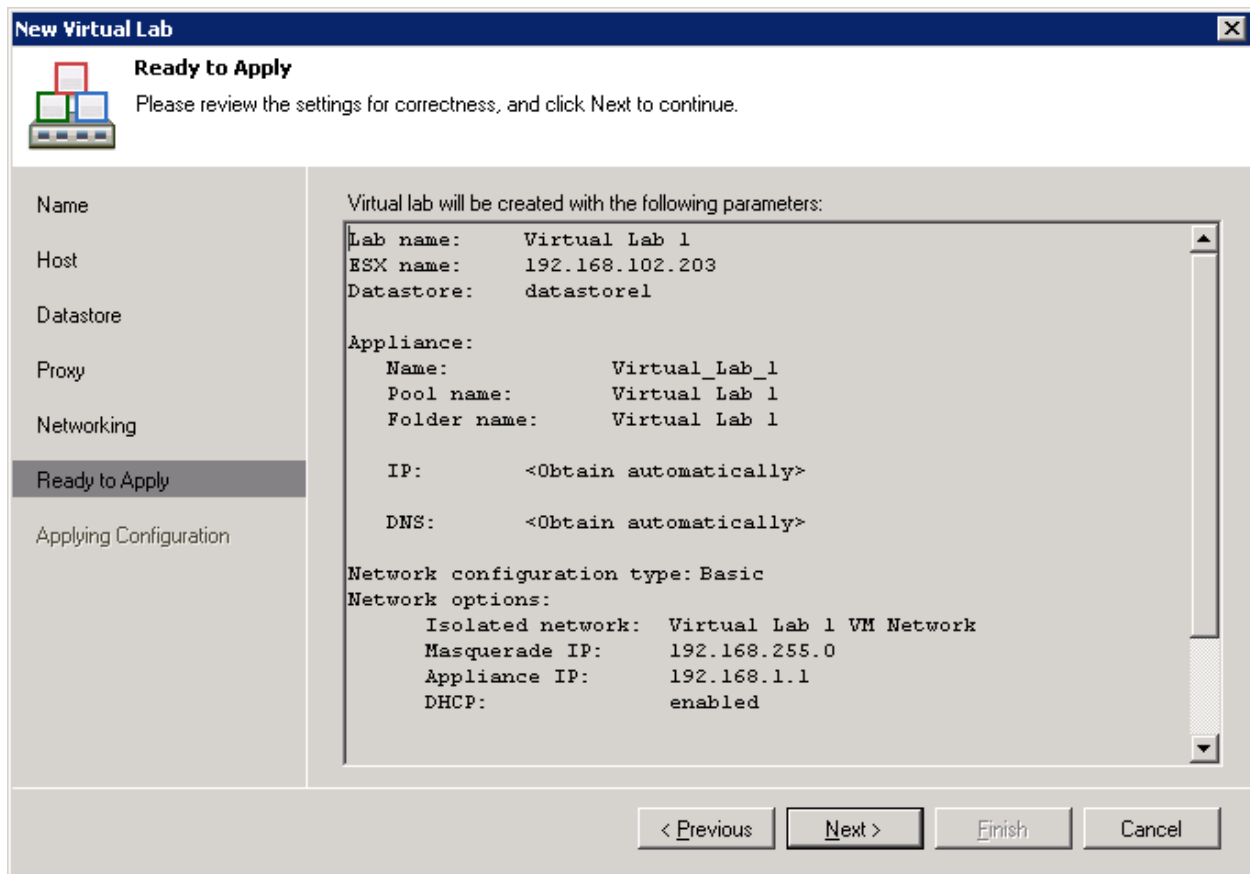 New Virtual Lab
Ready to Apply
Please review the settings for correctness, and click Next to continue.
Name
Host
Datastore
Proxy
Networking
Ready to Apply
Applying Configuration
Virtual lab will be created with the following parameters:
Lab name: Virtual Lab 1
ESX name: 192.168.102.203
Datastore: datastore1
Appliance:
Name: Virtual_Lab_1
Pool name: Virtual Lab 1
Folder name: Virtual Lab 1
IP: <Obtain automatically>
DNS: <Obtain automatically>
Network configuration type: Basic
Network options:
Isolated network: Virtual Lab 1 VM Network
Masquerade IP: 192.168.255.0
Appliance IP: 192.168.1.1
DHCP: enabled
< Previous Next > Finish Cancel